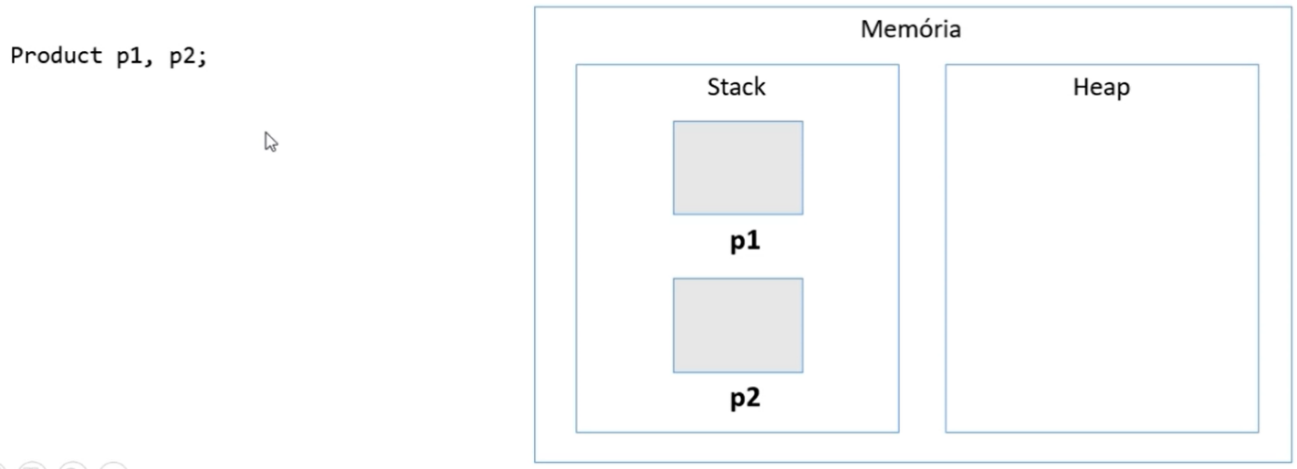 Product p1, p2;
Memória
Stack
Heap
p1
p2